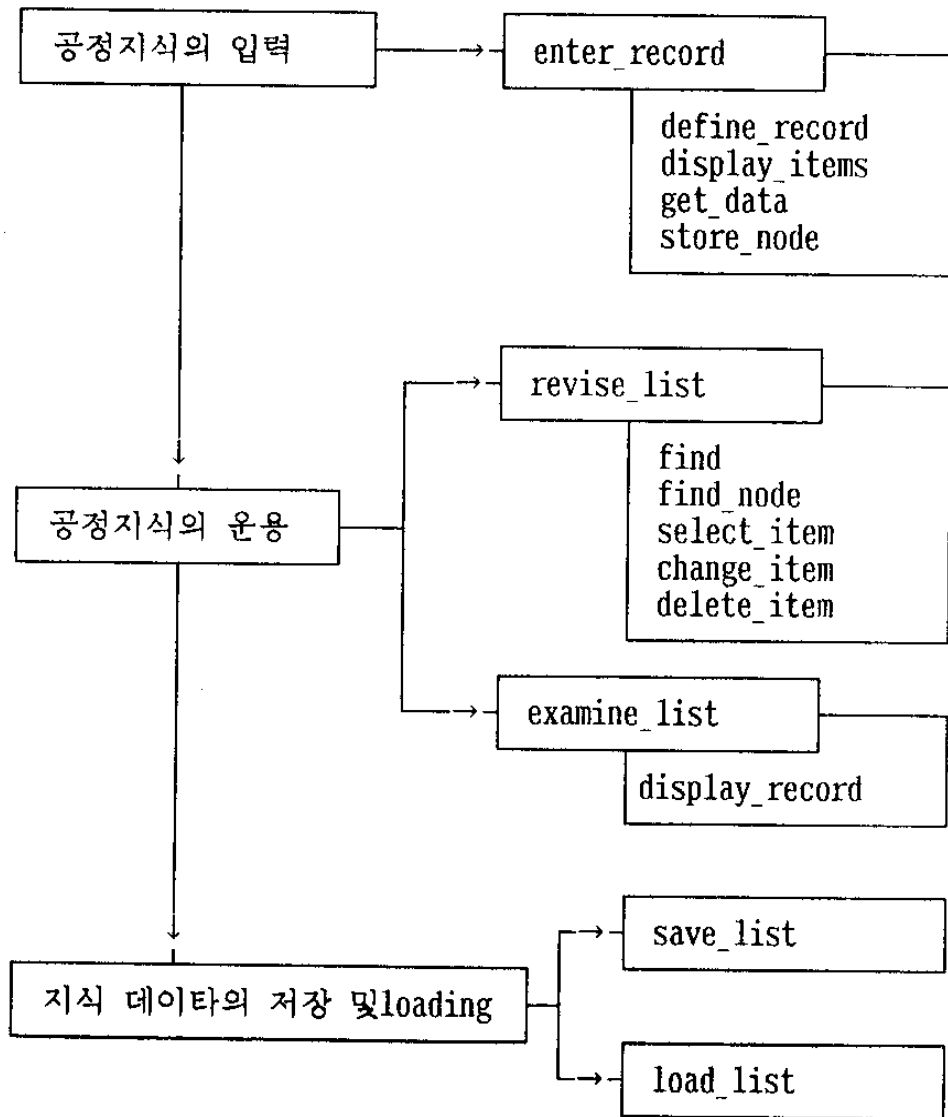 공정지식의 입력
enter_record
define_record
display_items
get_data
store_node
revise_list
find
find_node
select_item
change_item
delete_item
공정지식의 운용
examine_list
display_record
save_list
지식 데이타의 저장 및loading
load_list